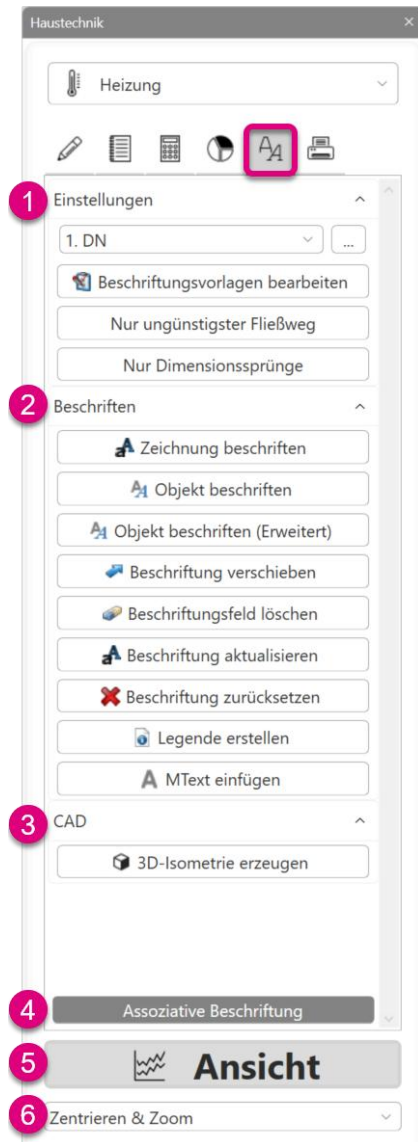 Haustechnik
Heizung
1 Einstellungen
1. DN ...
Beschriftungsvorlagen bearbeiten
Nur ungünstigster Fließweg
Nur Dimensionssprünge
2 Beschriften
Zeichnung beschriften
Objekt beschriften
Objekt beschriften (Erweitert)
Beschriftung verschieben
Beschriftungsfeld löschen
Beschriftung aktualisieren
Beschriftung zurücksetzen
Legende erstellen
MText einfügen
3 CAD
3D-Isometrie erzeugen
4 Assoziative Beschriftung
5 Ansicht
6 Zentrieren & Zoom